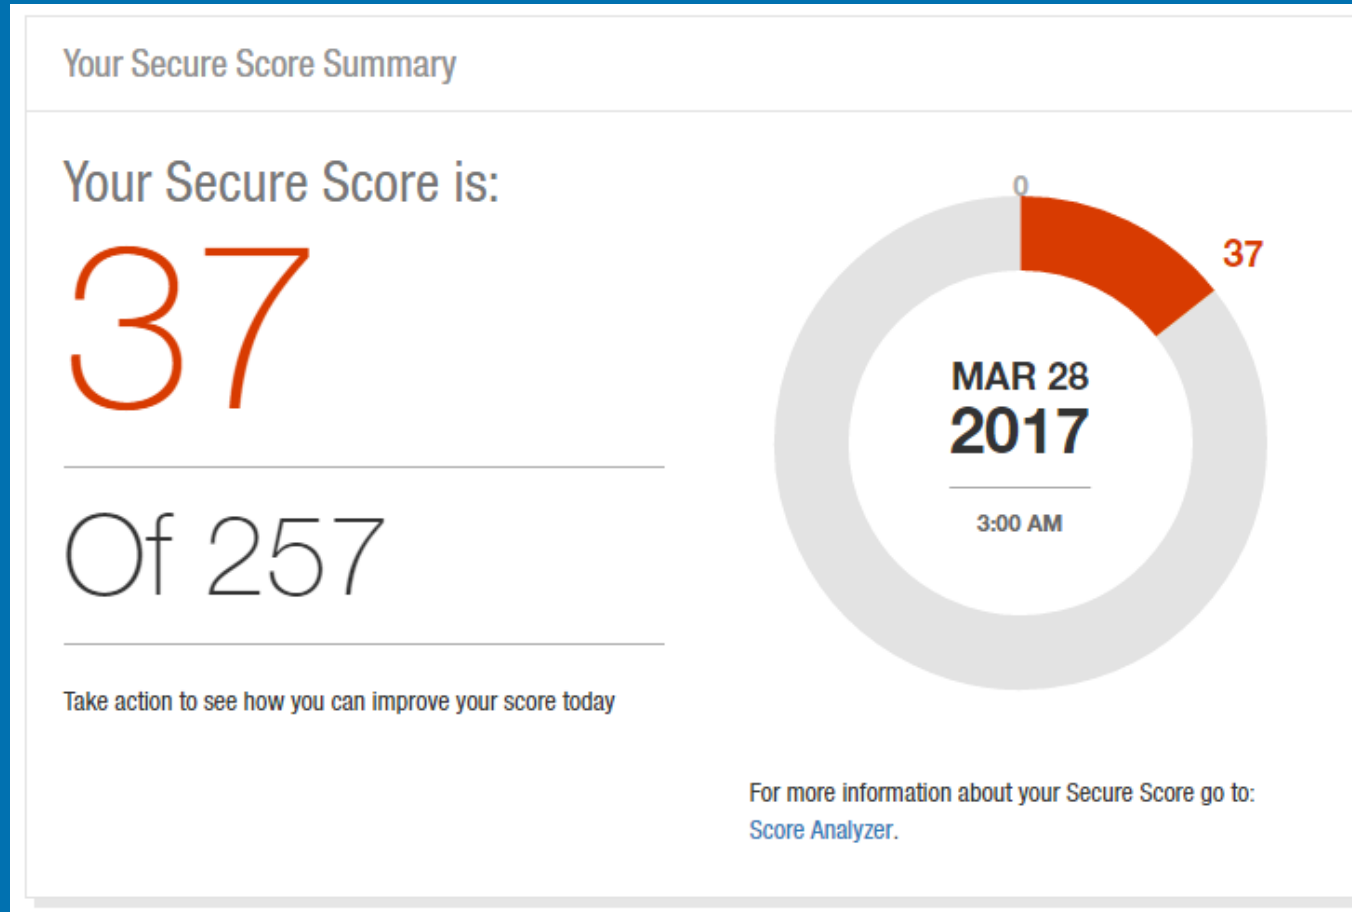 Your Secure Score Summary
Your Secure Score is:
37
Of 257
Take action to see how you can improve your score today
0
37
MAR 28
2017
3:00 AM
For more information about your Secure Score go to:
Score Analyzer.